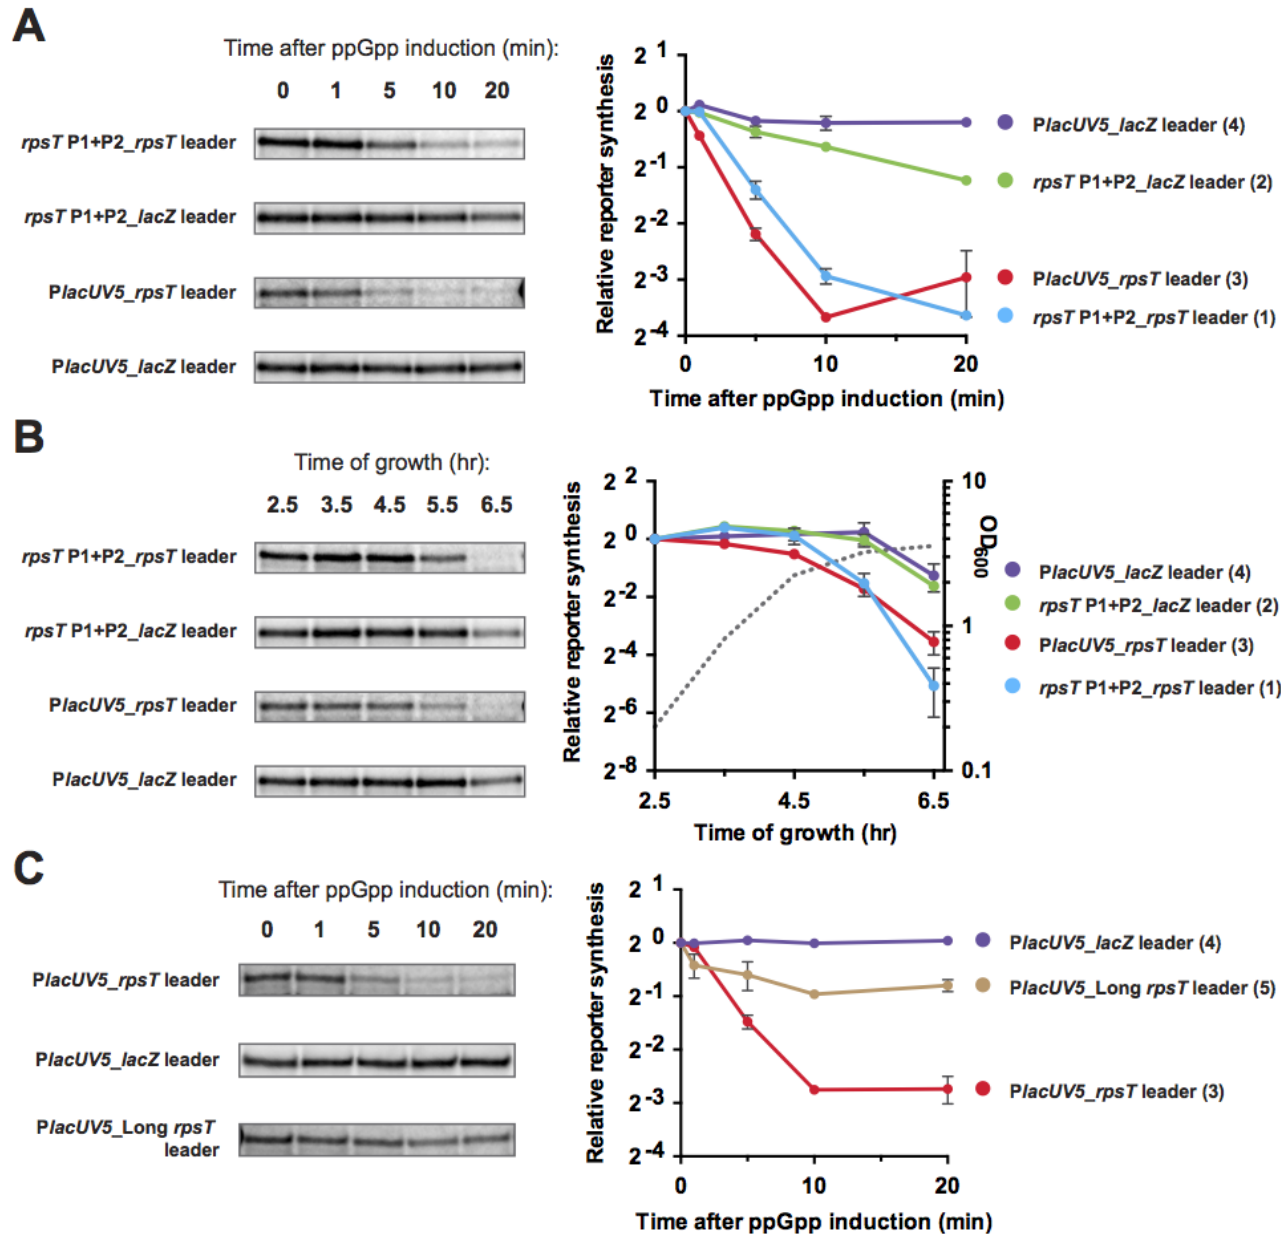 A
Time after ppGpp induction (min):
0 1 5 10 20
rpsT P1+P2_rpsT leader
rpsT P1+P2_lacZ leader
PlacUV5_rpsT leader
PlacUV5_lacZ leader
Relative reporter synthesis
2 1
2 0
2 -1
2 -2
2 -3
2 -4
0 10 20
Time after ppGpp induction (min)
PlacUV5_lacZ leader (4)
rpsT P1+P2_lacZ leader (2)
PlacUV5_rpsT leader (3)
rpsT P1+P2_rpsT leader (1)
B
Time of growth (hr):
2.5 3.5 4.5 5.5 6.5
rpsT P1+P2_rpsT leader
rpsT P1+P2_lacZ leader
PlacUV5_rpsT leader
PlacUV5_lacZ leader
Relative reporter synthesis
2 2
2 0
2 -2
2 -4
2 -6
2 -8
2.5 4.5 6.5
Time of growth (hr)
10
1
0.1
OD600
PlacUV5_lacZ leader (4)
rpsT P1+P2_lacZ leader (2)
PlacUV5_rpsT leader (3)
rpsT P1+P2_rpsT leader (1)
C
Time after ppGpp induction (min):
0 1 5 10 20
PlacUV5_rpsT leader
PlacUV5_lacZ leader
PlacUV5_Long rpsT
leader
Relative reporter synthesis
2 1
2 0
2 -1
2 -2
2 -3
2 -4
0 10 20
Time after ppGpp induction (min)
PlacUV5_lacZ leader (4)
PlacUV5_Long rpsT leader (5)
PlacUV5_rpsT leader (3)